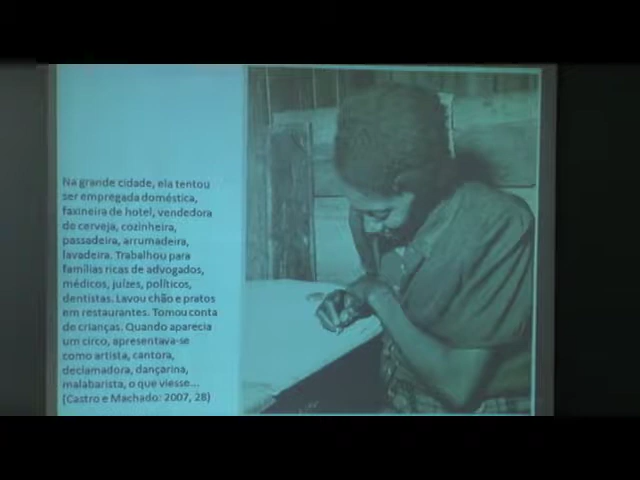 Na grande cidade, ela tentou
ser empregada doméstica,
faxineira de hotel, vendedora
de cerveja, cozinheira,
passadeira, arrumadeira,
lavadeira. Trabalhou para
famílias ricas de advogados,
médicos, juízes, políticos,
dentistas. Lavou chão e pratos
em restaurantes. Tomou conta
de crianças. Quando aparecia
um circo, apresentava-se
como artista, cantora,
declamadora, dançarina,
malabarista, o que viesse...
(Castro e Machado: 2007, 28)